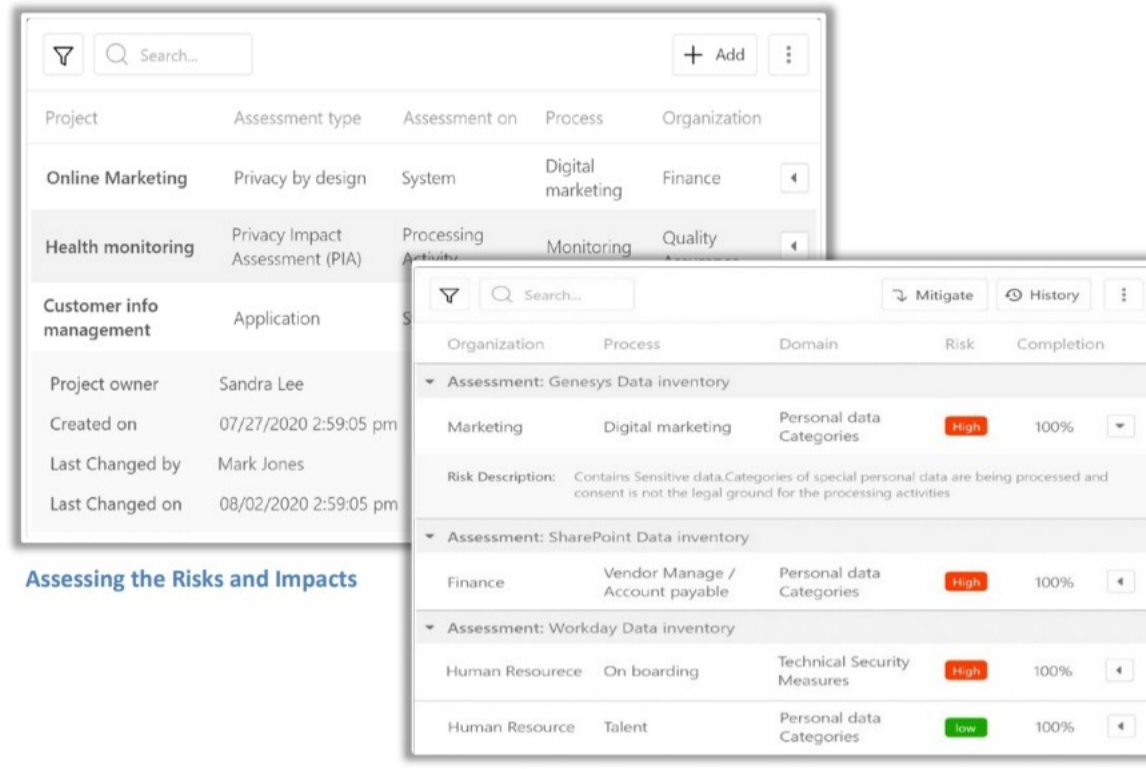 Search...
+ Add
Project Assessment type Assessment on Process Organization
Online Marketing Privacy by design System Digital marketing Finance
Health monitoring Privacy Impact Assessment (PIA) Processing Activity Monitoring Quality
Customer info management Application
Project owner Sandra Lee
Created on 07/27/2020 2:59:05 pm
Last Changed by Mark Jones
Last Changed on 08/02/2020 2:59:05 pm
Assessing the Risks and Impacts
Search...
Mitigate
History
Organization Process Domain Risk Completion
Assessment: Genesys Data inventory
Marketing Digital marketing Personal data Categories High 100%
Risk Description: Contains Sensitive data,Categories of special personal data are being processed and
consent is not the legal ground for the processing activities
Assessment: SharePoint Data inventory
Finance Vendor Manage / Account payable Personal data Categories High 100%
Assessment: Workday Data inventory
Human Resourece On boarding Technical Security Measures High 100%
Human Resource Talent Personal data Categories low 100%